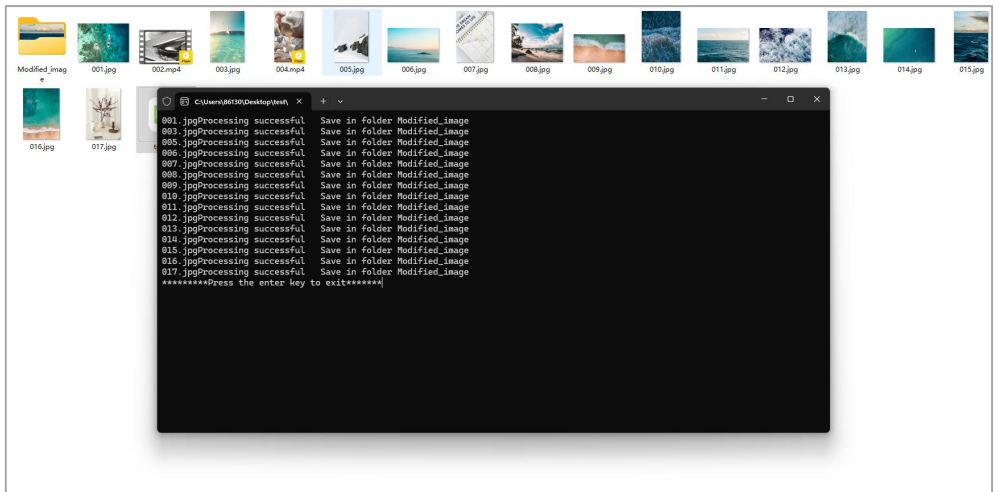 Modified_imag
e
001.jpg
002.mp4
003.jpg
004.mp4
005.jpg
006.jpg
007.jpg
008.jpg
009.jpg
010.jpg
011.jpg
012.jpg
013.jpg
014.jpg
015.jpg
016.jpg
017.jpg
C:\Users\86130\Desktop\test\
001.jpgProcessing successful Save in folder Modified_image
003.jpgProcessing successful Save in folder Modified_image
005.jpgProcessing successful Save in folder Modified_image
006.jpgProcessing successful Save in folder Modified_image
007.jpgProcessing successful Save in folder Modified_image
008.jpgProcessing successful Save in folder Modified_image
009.jpgProcessing successful Save in folder Modified_image
010.jpgProcessing successful Save in folder Modified_image
011.jpgProcessing successful Save in folder Modified_image
012.jpgProcessing successful Save in folder Modified_image
013.jpgProcessing successful Save in folder Modified_image
014.jpgProcessing successful Save in folder Modified_image
015.jpgProcessing successful Save in folder Modified_image
016.jpgProcessing successful Save in folder Modified_image
017.jpgProcessing successful Save in folder Modified_image
*********Press the enter key to exit*******